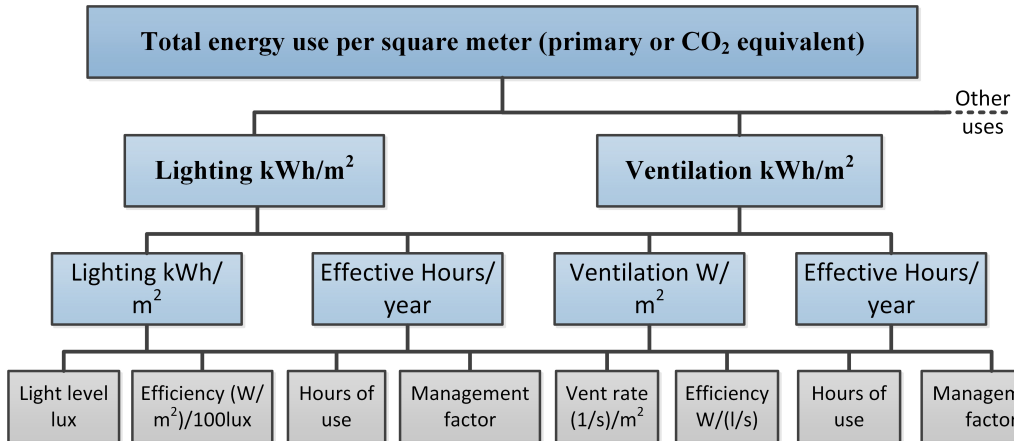 Total energy use per square meter (primary or CO₂ equivalent)
Other
uses
Lighting kWh/m²
Ventilation kWh/m²
Lighting kWh/
m²
Effective Hours/
year
Ventilation W/
m²
Effective Hours/
year
Light level
lux
Efficiency (W/
m²)/100lux
Hours of
use
Management
factor
Vent rate
(1/s)/m²
Efficiency
W/(l/s)
Hours of
use
Managem
factor